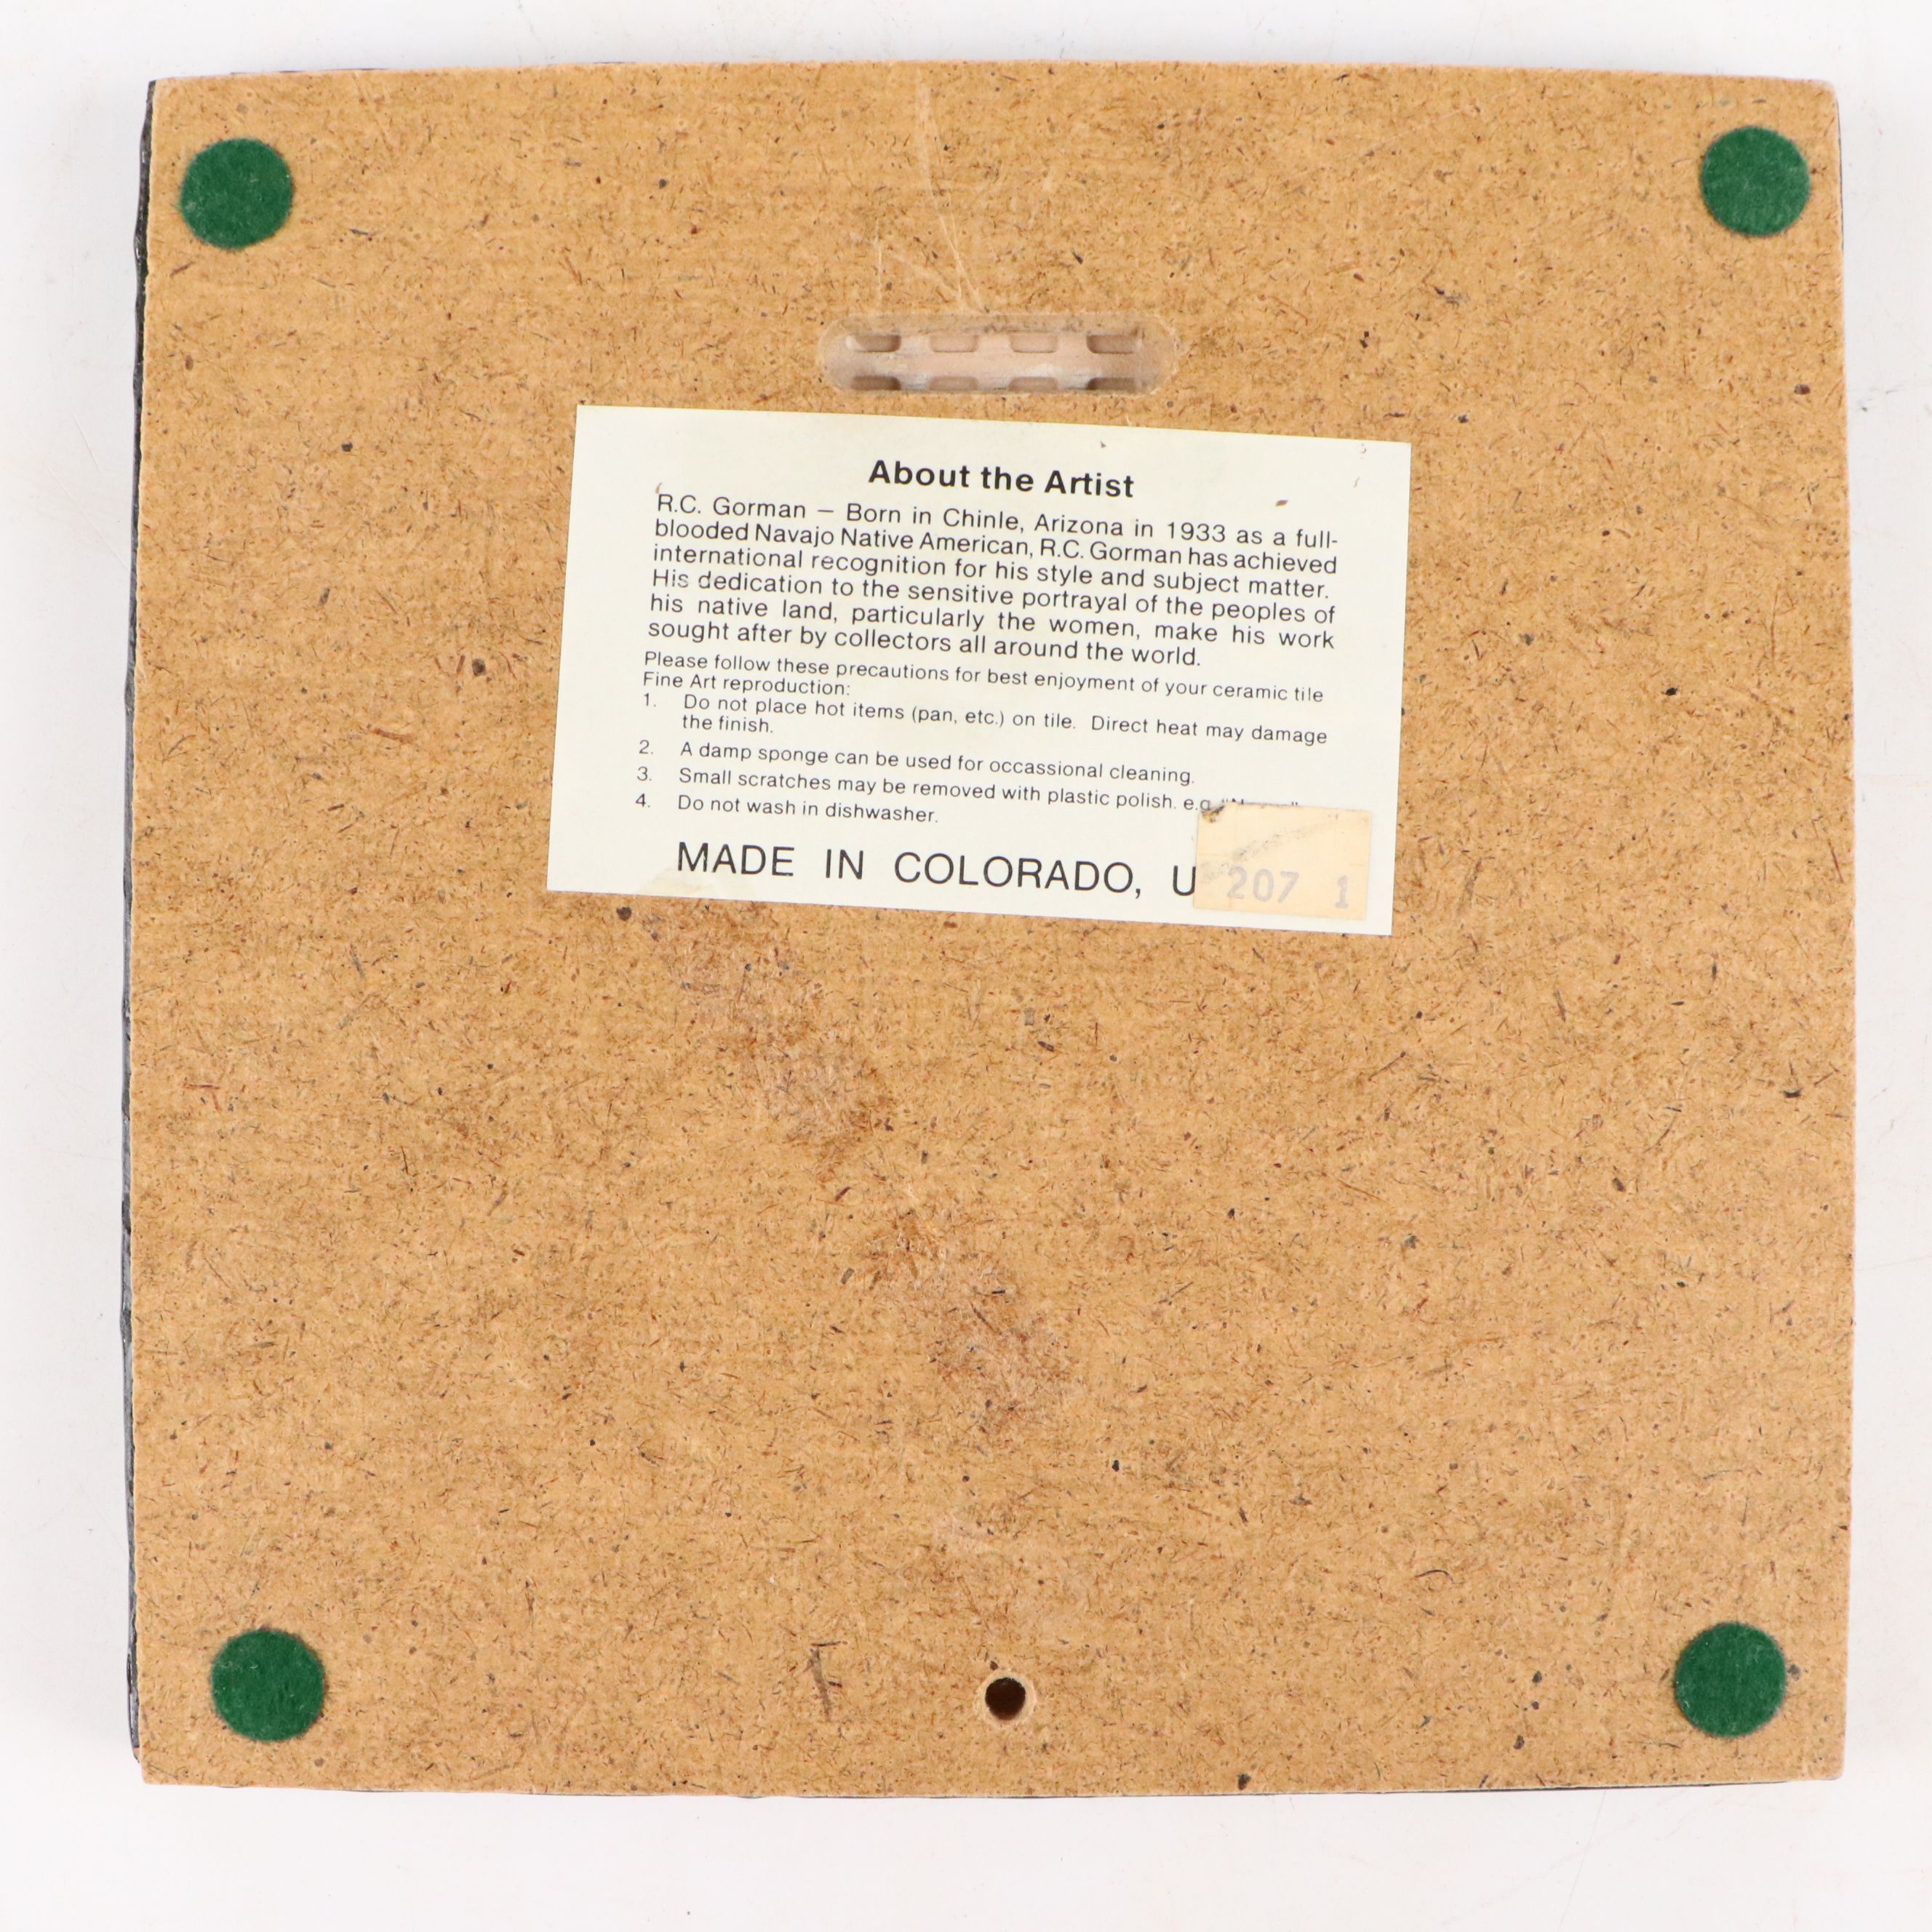 About the Artist
R.C. Gorman – Born in Chinle, Arizona in 1933 as a full-
blooded Navajo Native American, R.C. Gorman has achieved
international recognition for his style and subject matter.
His dedication to the sensitive portrayal of the peoples of
his native land, particularly the women, make his work
sought after by collectors all around the world.
Please follow these precautions for best enjoyment of your ceramic tile
Fine Art reproduction:
1. Do not place hot items (pan, etc.) on tile. Direct heat may damage
the finish.
2. A damp sponge can be used for occassional cleaning.
3. Small scratches may be removed with plastic polish. e.g.
4. Do not wash in dishwasher.
MADE IN COLORADO, U
207 1